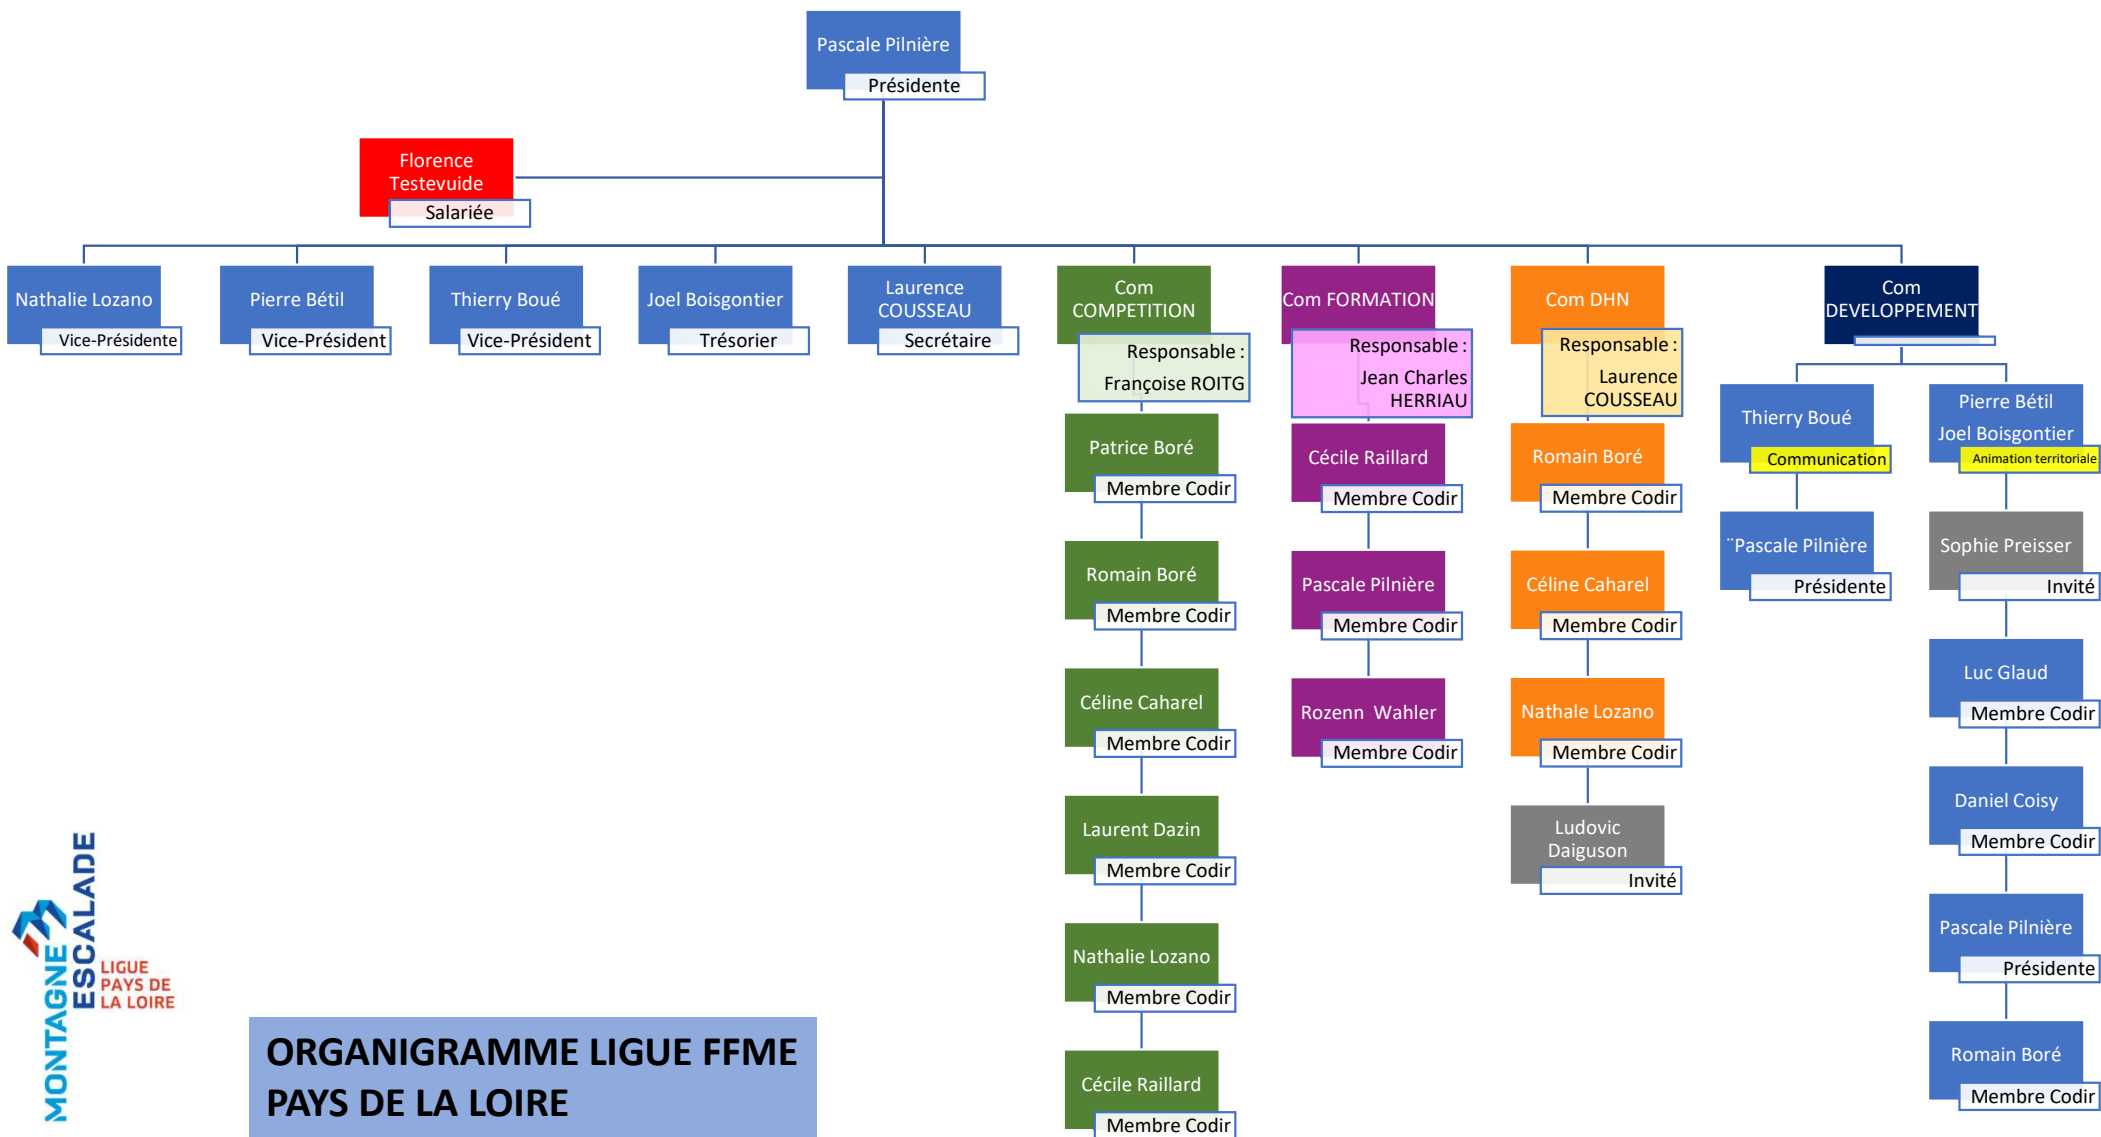 Pascale Pilnière
Présidente
Florence
Testevuide
Salariée
Nathalie Lozano
Vice-Présidente
Pierre Bétil
Vice-Président
Thierry Boué
Vice-Président
Joel Boisgontier
Trésorier
Laurence
COUSSEAU
Secrétaire
Com
COMPETITION
Responsable :
Françoise ROITG
Patrice Boré
Membre Codir
Romain Boré
Membre Codir
Céline Caharel
Membre Codir
Laurent Dazin
Membre Codir
Nathalie Lozano
Membre Codir
Cécile Raillard
Membre Codir
Com FORMATION
Responsable :
Jean Charles
HERRIAU
Cécile Raillard
Membre Codir
Pascale Pilnière
Membre Codir
Rozenn  Wahler
Membre Codir
Com DHN
Responsable :
Laurence
COUSSEAU
Romain Boré
Membre Codir
Céline Caharel
Membre Codir
Nathale Lozano
Membre Codir
Ludovic
Daiguson
Invité
Com
DEVELOPPEMENT
Thierry Boué
Communication
¨Pascale Pilnière
Présidente
Pierre Bétil
Joel Boisgontier
Animation territoriale
Sophie Preisser
Invité
Luc Glaud
Membre Codir
Daniel Coisy
Membre Codir
Pascale Pilnière
Présidente
Romain Boré
Membre Codir
MONTAGNE
ESCALADE
LIGUE
PAYS DE
LA LOIRE
ORGANIGRAMME LIGUE FFME
PAYS DE LA LOIRE